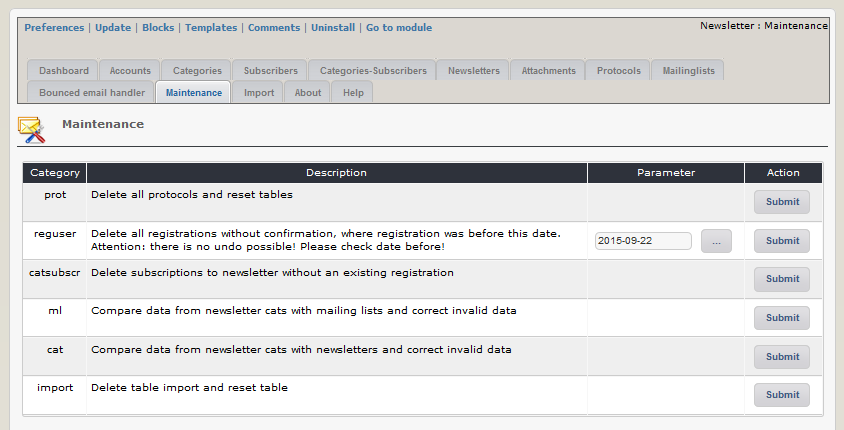 Preferences | Update | Blocks | Templates | Comments | Uninstall | Go to module
Newsletter : Maintenance
Dashboard Accounts Categories Subscribers Categories-Subscribers Newsletters Attachments Protocols Mailinglists
Bounced email handler Maintenance Import About Help
Maintenance
Category Description Parameter Action
prot Delete all protocols and reset tables Submit
reguser Delete all registrations without confirmation, where registration was before this date.
Attention: there is no undo possible! Please check date before! 2015-09-22 ... Submit
catsubscr Delete subscriptions to newsletter without an existing registration Submit
ml Compare data from newsletter cats with mailing lists and correct invalid data Submit
cat Compare data from newsletter cats with newsletters and correct invalid data Submit
import Delete table import and reset table Submit